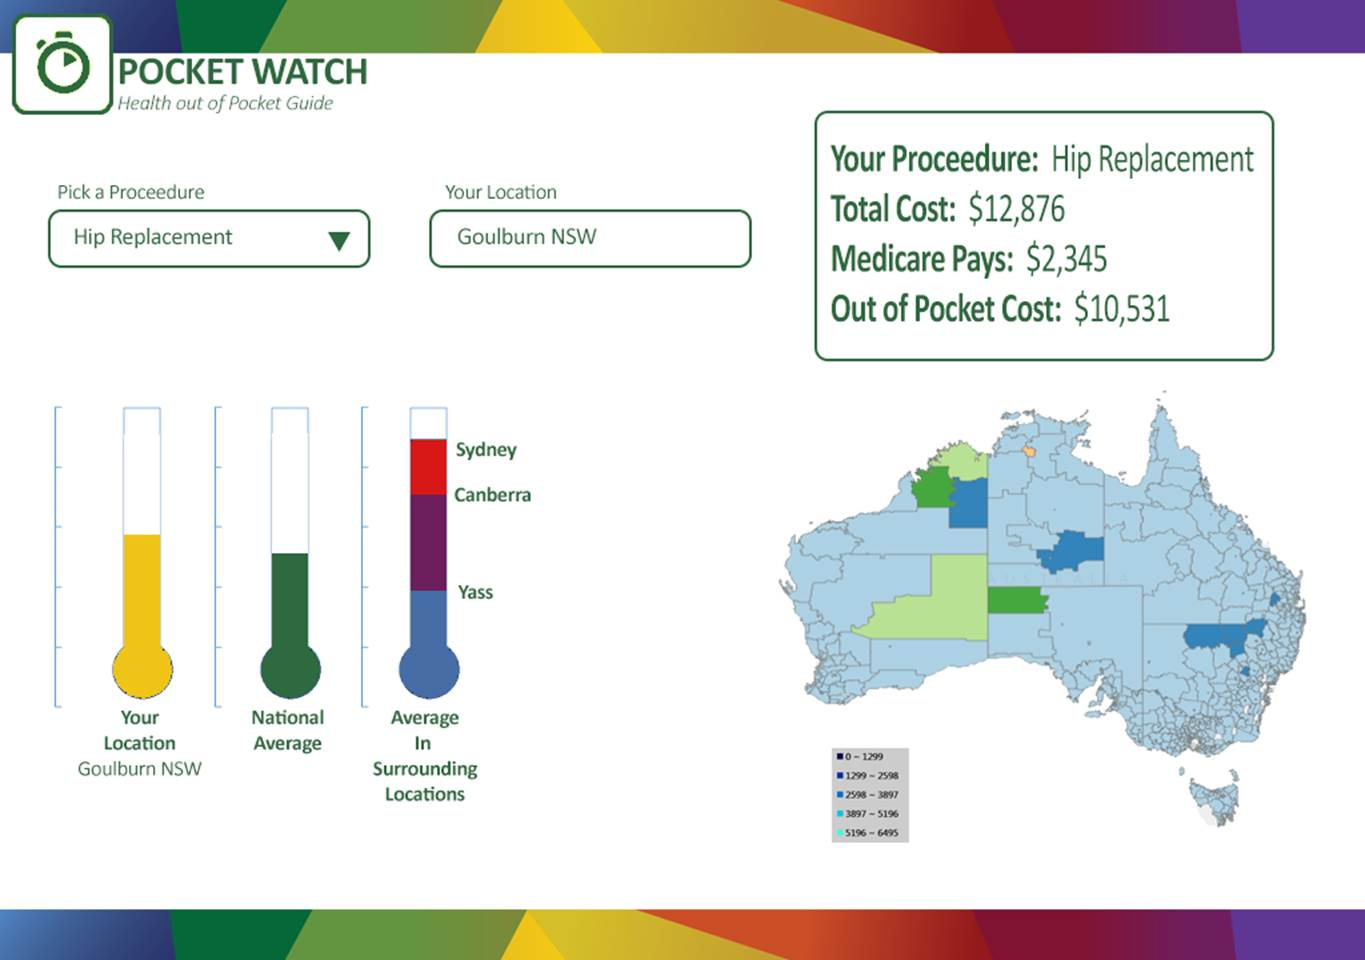 POCKET WATCH
Health out of Pocket Guide
Pick a Proceedure
Hip Replacement
Your Location
Goulburn NSW
Your Proceedure: Hip Replacement
Total Cost: $12,876
Medicare Pays: $2,345
Out of Pocket Cost: $10,531
Sydney
Canberra
Yass
Your
Location
Goulburn NSW
National
Average
Average
In
Surrounding
Locations
0 – 1299
1299 – 2598
2598 – 3897
3897 – 5196
5196 – 6495